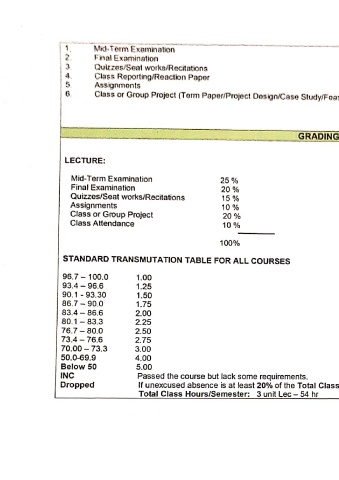 1. Mid-Term Examination
2. Final Examination
3. Quizzes/Seat works/Recitations
4. Class Reporting/Reaction Paper
5. Assignments
6. Class or Group Project (Term Paper/Project Design/Case Study/Feas
GRADING
LECTURE:
Mid-Term Examination 25 %
Final Examination 20 %
Quizzes/Seat works/Recitations 15 %
Assignments 10 %
Class or Group Project 20 %
Class Attendance 10 %
100%
STANDARD TRANSMUTATION TABLE FOR ALL COURSES
96.7 – 100.0 1.00
93.4 – 96.6 1.25
90.1 - 93.30 1.50
86.7 – 90.0 1.75
83.4 – 86.6 2.00
80.1 – 83.3 2.25
76.7 – 80.0 2.50
73.4 – 76.6 2.75
70.00 – 73.3 3.00
50.0-69.9 4.00
Below 50 5.00
INC Passed the course but lack some requirements.
Dropped If unexcused absence is at least 20% of the Total Class
Total Class Hours/Semester: 3 unit Lec – 54 hr